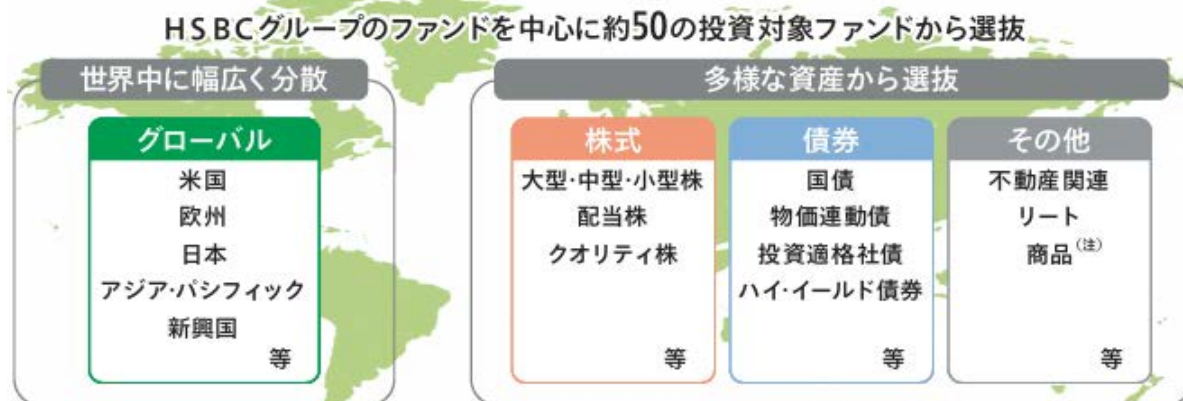 HSBCグループのファンドを中心に約50の投資対象ファンドから選抜
世界中に幅広く分散
グローバル
米国
欧州
日本
アジア・パシフィック
新興国
等
多様な資産から選抜
株式
大型・中型・小型株
配当株
クオリティ株
等
債券
国債
物価連動債
投資適格社債
ハイ・イールド債券
等
その他
不動産関連
リート
商品(注)
等